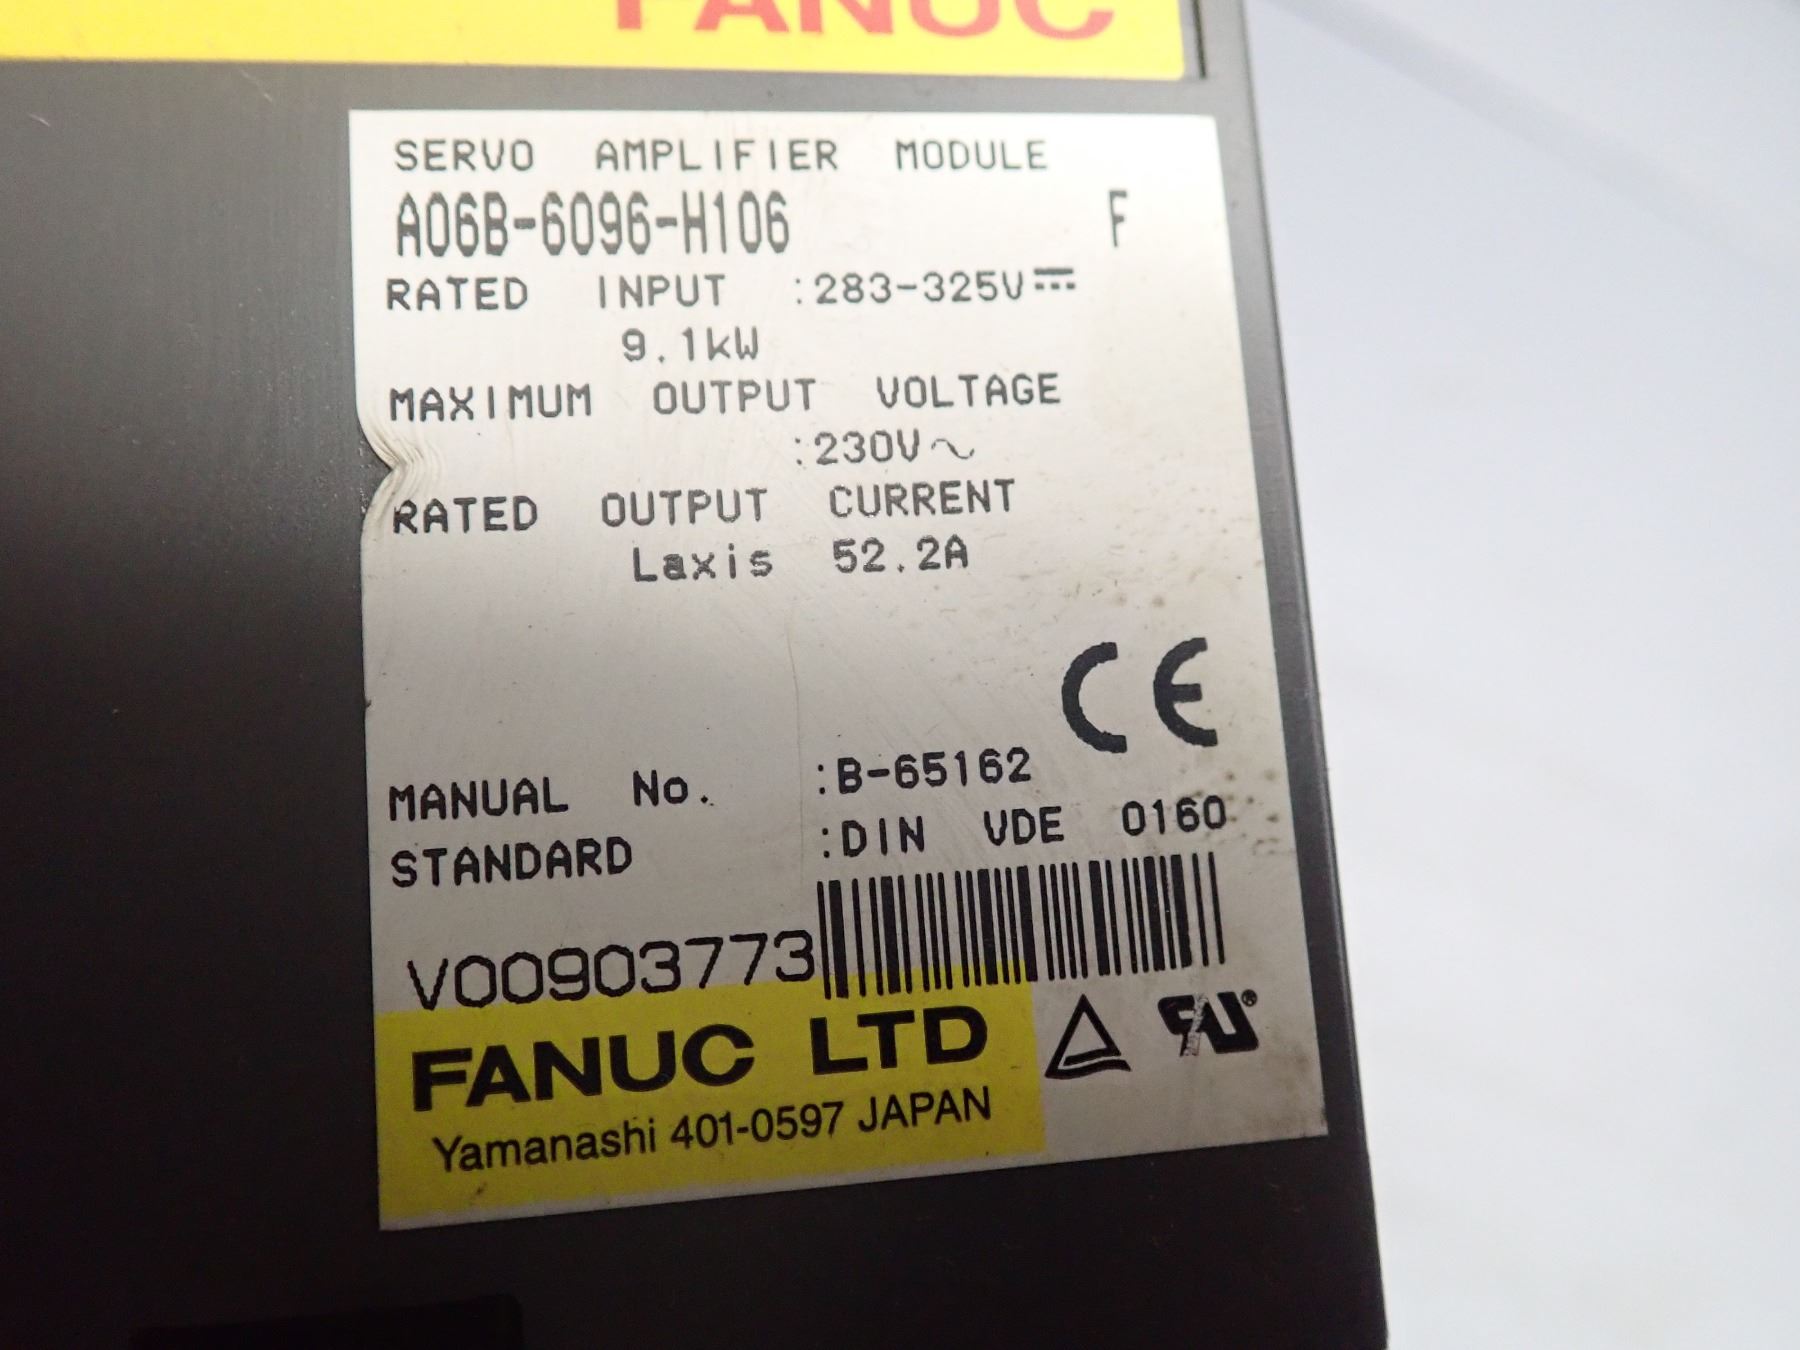 FANUC
SERVO AMPLIFIER MODULE
A06B-6096-H106 F
RATED INPUT :283-325V⎓
9.1kW
MAXIMUM OUTPUT VOLTAGE
:230V～
RATED OUTPUT CURRENT
Laxis 52.2A
CE
MANUAL No. :B-65162
STANDARD :DIN VDE 0160
V00903773
FANUC LTD
Yamanashi 401-0597 JAPAN